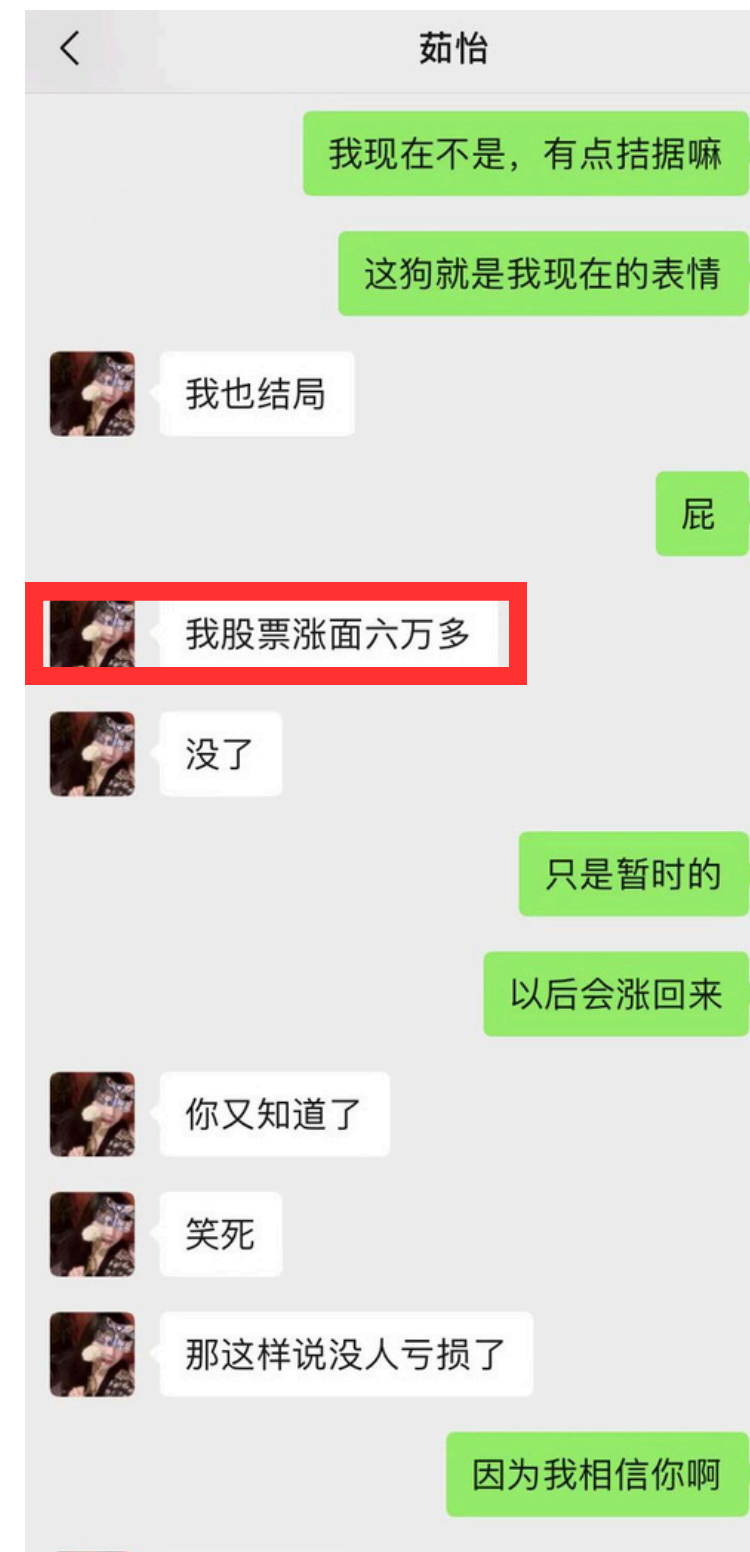 茹怡
我现在不是，有点拮据嘛
这狗就是我现在的表情
我也结局
屁
我股票涨面六万多
没了
只是暂时的
以后会涨回来
你又知道了
笑死
那这样说没人亏损了
因为我相信你啊